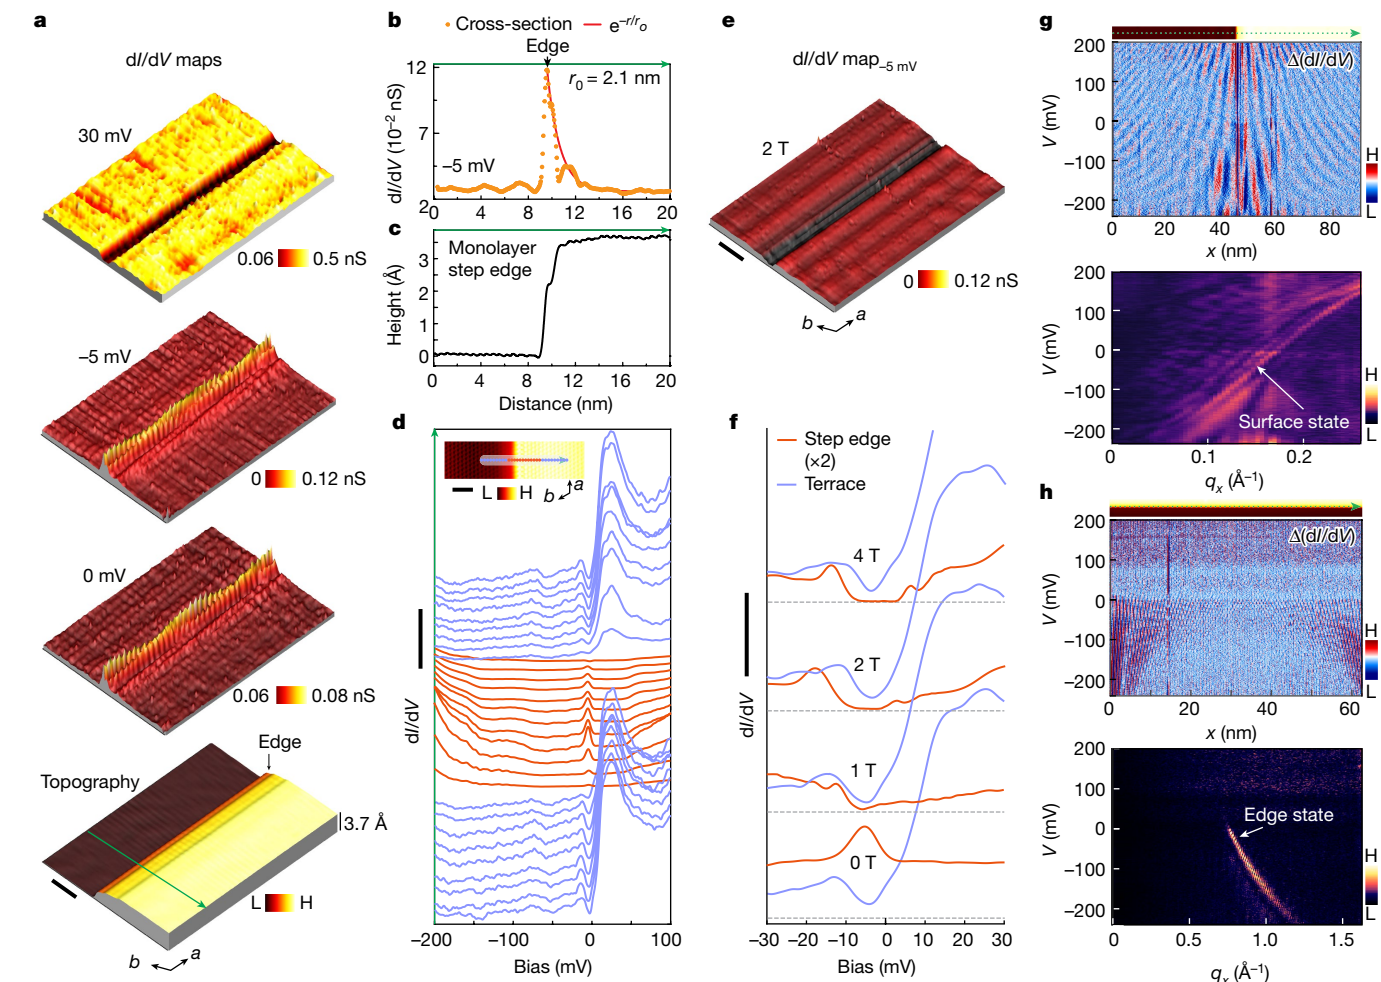 a
dI/dV maps
30 mV
0.06 0.5 nS
–5 mV
0 0.12 nS
0 mV
0.06 0.08 nS
Topography
Edge
3.7 Å
L H
b a
b
Cross-section e–r/ro
Edge
r0 = 2.1 nm
–5 mV
dI/dV (10–2 nS)
12
7
2
0 4 8 12 16 20
c
Monolayer
step edge
Height (Å)
3
2
1
0
0 4 8 12 16 20
Distance (nm)
d
L H
b a
dI/dV
–200 –100 0 100
Bias (mV)
e
dI/dV map–5 mV
2 T
0 0.12 nS
b a
f
Step edge
(×2)
Terrace
4 T
2 T
1 T
0 T
dI/dV
–30 –20 –10 0 10 20 30
Bias (mV)
g
Δ(dI/dV)
V (mV)
200
100
0
–100
–200
0 20 40 60 80
x (nm)
H
L
V (mV)
200
100
0
100
–200
Surface state
0.1 0.2
qx (Å–1)
H
L
h
Δ(dI/dV)
V (mV)
200
100
0
–100
–200
0 20 40 60
x (nm)
H
L
V (mV)
200
100
0
–100
–200
Edge state
0 0.5 1.0 1.5
qx (Å–1)
H
L